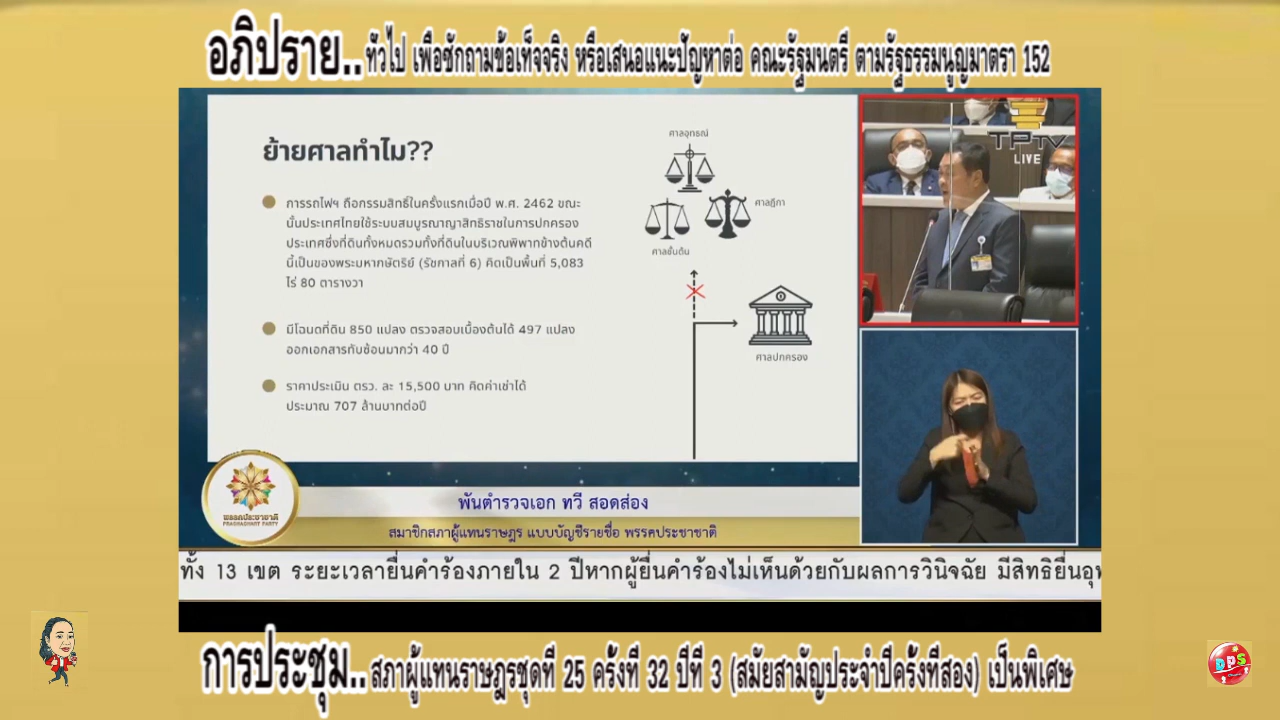 อภิปราย.. ทั่วไป เพื่อซักถามข้อเท็จจริง หรือเสนอแนะปัญหาต่อ คณะรัฐมนตรี ตามรัฐธรรมนูญมาตรา 152
ย้ายศาลทำไม??
การรถไฟฯ ถือกรรมสิทธิ์ในครั้งแรกเมื่อปี พ.ศ. 2462 ขณะ
นั้นประเทศไทยใช้ระบบสมบูรณาญาสิทธิราชในการปกครอง
ประเทศซึ่งที่ดินทั้งหมดรวมทั้งที่ดินในบริเวณพิพาทข้างต้นคดี
นี้เป็นของพระมหากษัตริย์ (รัชกาลที่ 6) คิดเป็นพื้นที่ 5,083
ไร่ 80 ตารางวา
มีโฉนดที่ดิน 850 แปลง ตรวจสอบเบื้องต้นได้ 497 แปลง
ออกเอกสารทับซ้อนมากว่า 40 ปี
ราคาประเมิน ตรว. ละ 15,500 บาท คิดค่าเช่าได้
ประมาณ 707 ล้านบาทต่อปี
ศาลอุทธรณ์
ศาลฎีกา
ศาลชั้นต้น
ศาลปกครอง
TPTV
LIVE
พรรคประชาชาติ
PRACHACHART PARTY
พันตำรวจเอก ทวี สอดส่อง
สมาชิกสภาผู้แทนราษฎร แบบบัญชีรายชื่อ พรรคประชาชาติ
ทั้ง 13 เขต ระยะเวลายื่นคำร้องภายใน 2 ปีหากผู้ยื่นคำร้องไม่เห็นด้วยกับผลการวินิจฉัย มีสิทธิยื่นอุท
การประชุม.. สภาผู้แทนราษฎรชุดที่ 25 ครั้งที่ 32 ปีที่ 3 (สมัยสามัญประจำปีครั้งที่สอง) เป็นพิเศษ
DPS